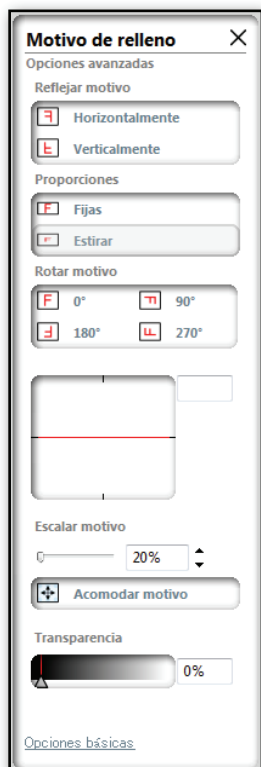 Motivo de relleno
Opciones avanzadas
Reflejar motivo
Horizontalmente
Verticalmente
Proporciones
Fijas
Estirar
Rotar motivo
0° 90°
180° 270°
Escalar motivo
20%
Acomodar motivo
Transparencia
0%
Opciones básicas